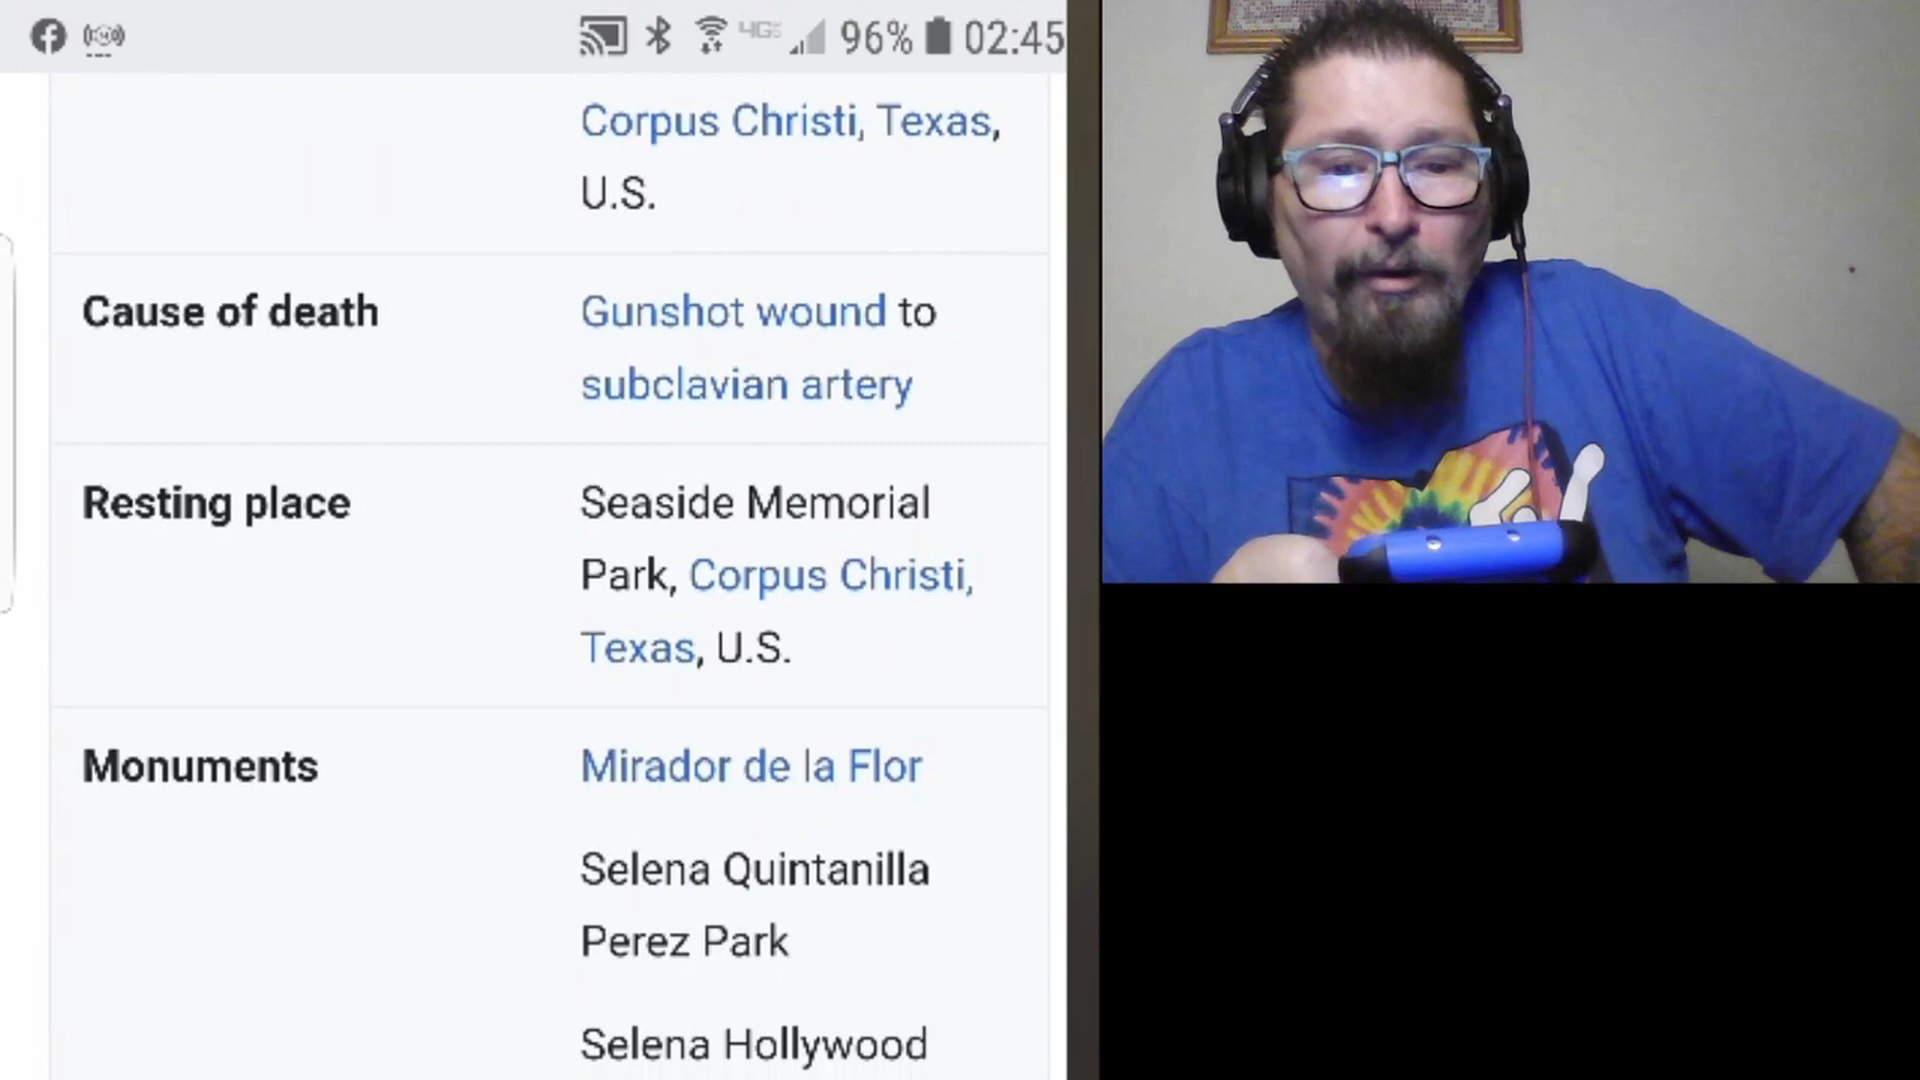 4G
96% 02:45
Corpus Christi, Texas,
U.S.
Cause of death
Gunshot wound to
subclavian artery
Resting place
Seaside Memorial
Park, Corpus Christi,
Texas, U.S.
Monuments
Mirador de la Flor
Selena Quintanilla
Perez Park
Selena Hollywood